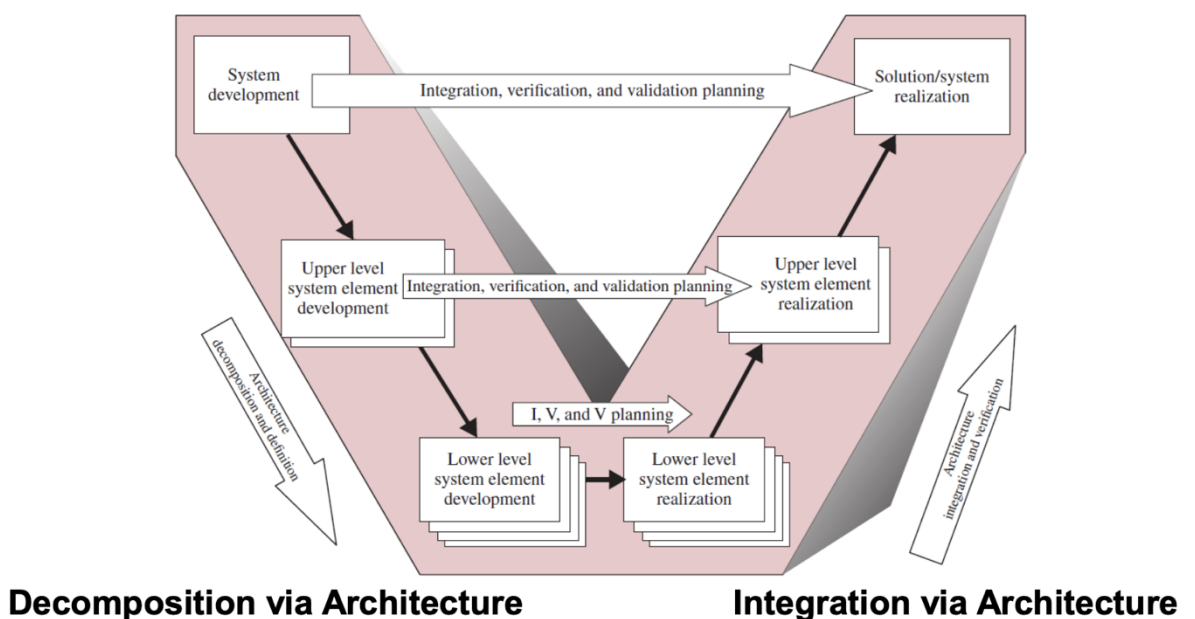 System
development
Integration, verification, and validation planning
Solution/system
realization
Upper level
system element
development
Integration, verification, and validation planning
Upper level
system element
realization
Architecture
decomposition and definition
I, V, and V planning
Architecture
integration and verification
Lower level
system element
development
Lower level
system element
realization
Decomposition via Architecture
Integration via Architecture